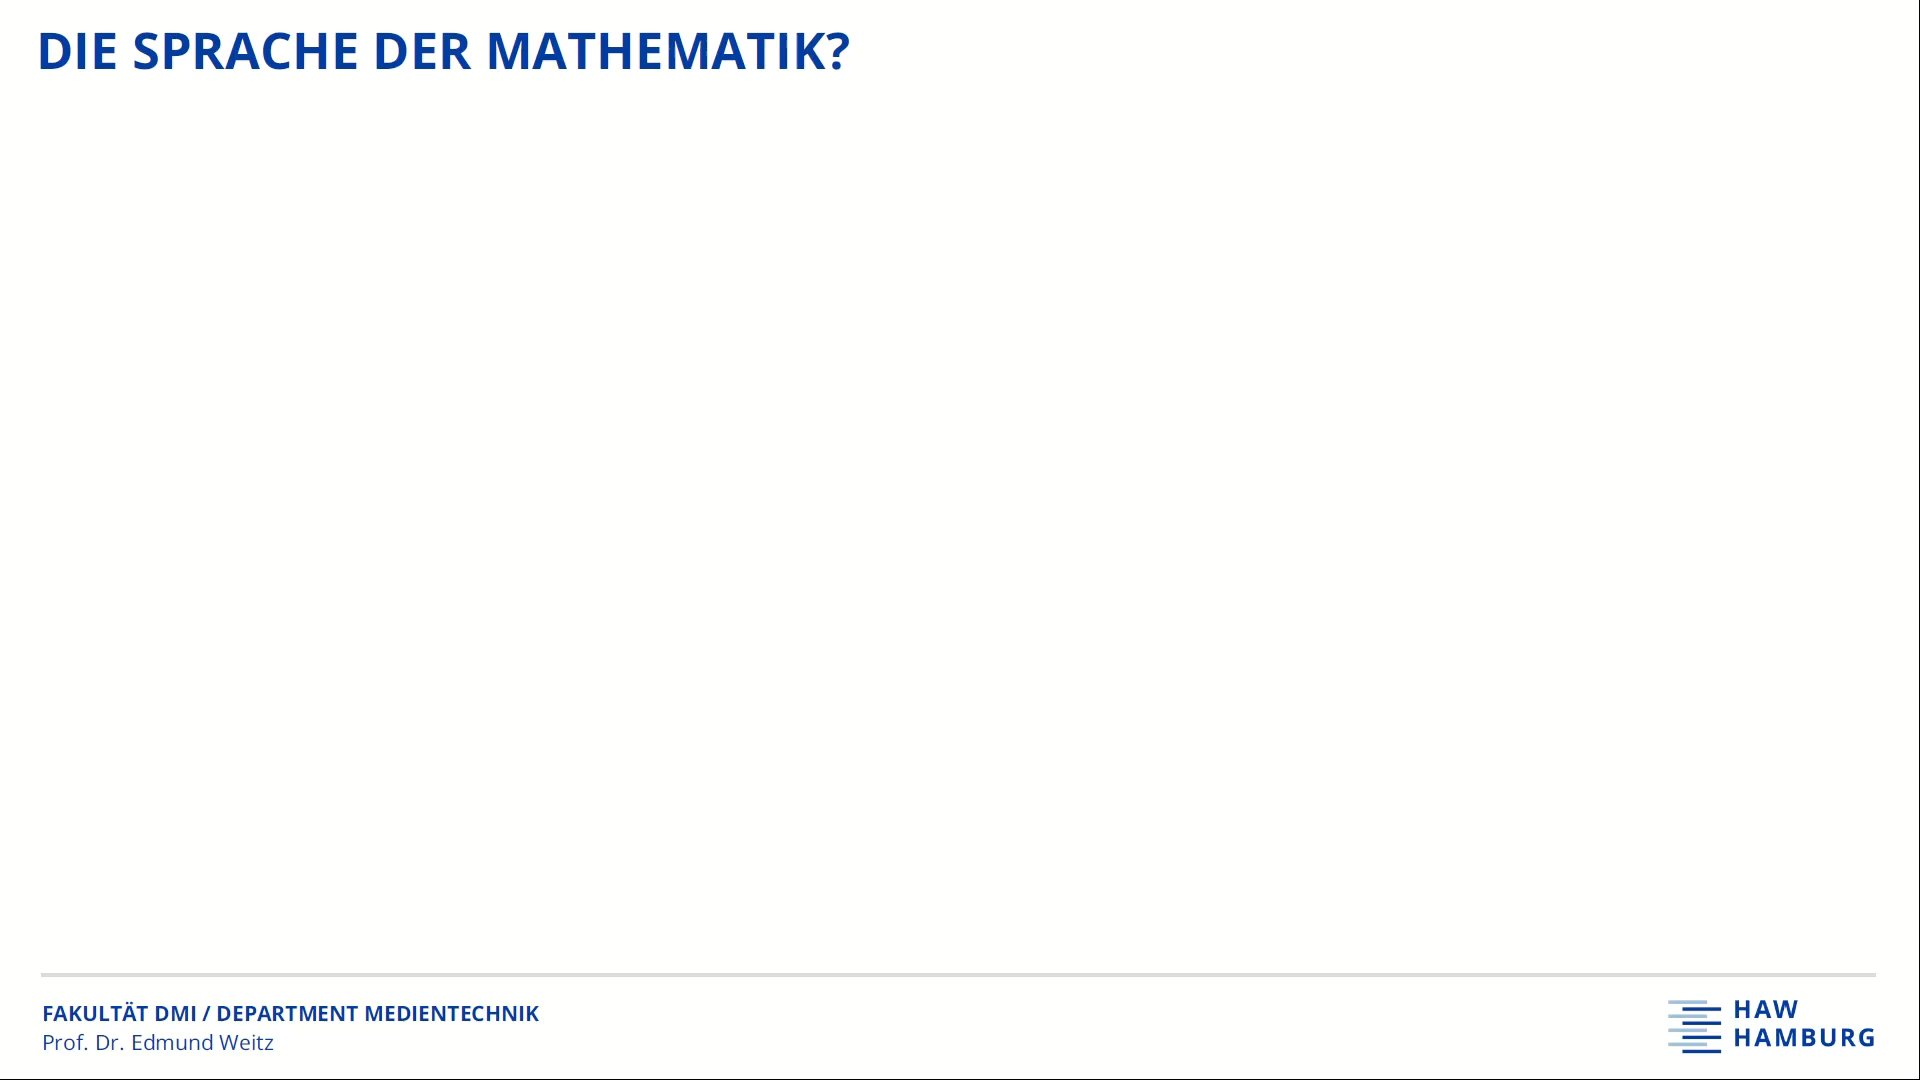 DIE SPRACHE DER MATHEMATIK?
FAKULTÄT DMI / DEPARTMENT MEDIENTECHNIK
Prof. Dr. Edmund Weitz
HAW
HAMBURG